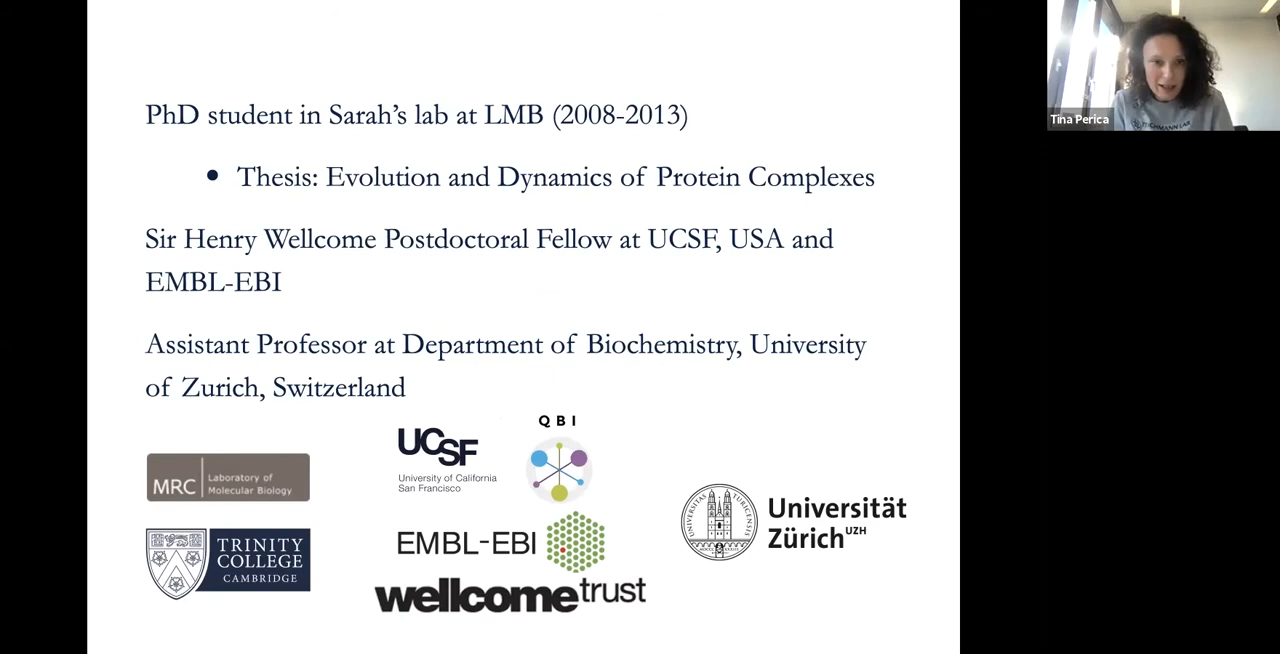 PhD student in Sarah's lab at LMB (2008-2013)
• Thesis: Evolution and Dynamics of Protein Complexes
Sir Henry Wellcome Postdoctoral Fellow at UCSF, USA and
EMBL-EBI
Assistant Professor at Department of Biochemistry, University
of Zurich, Switzerland
MRC Laboratory of
Molecular Biology
TRINITY
COLLEGE
CAMBRIDGE
UCSF
University of California
San Francisco
QBI
EMBL-EBI
wellcometrust
UNIVERSITAS TURICENSIS
Universität
Zürich UZH
Tina Perica